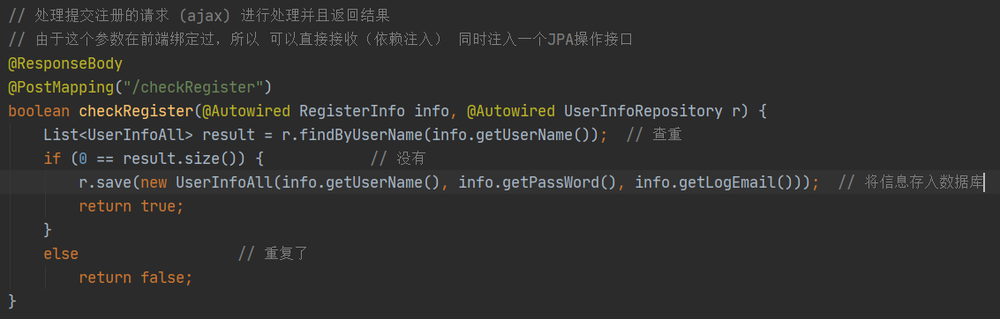 // 处理提交注册的请求 (ajax) 进行处理并且返回结果
// 由于这个参数在前端绑定过，所以 可以直接接收（依赖注入） 同时注入一个JPA操作接口
@ResponseBody
@PostMapping("/checkRegister")
boolean checkRegister(@Autowired RegisterInfo info, @Autowired UserInfoRepository r) {
    List<UserInfoAll> result = r.findByUserName(info.getUserName());  // 查重
    if (0 == result.size()) {            // 没有
        r.save(new UserInfoAll(info.getUserName(), info.getPassWord(), info.getLogEmail()));  // 将信息存入数据库
        return true;
    }
    else                  // 重复了
        return false;
}